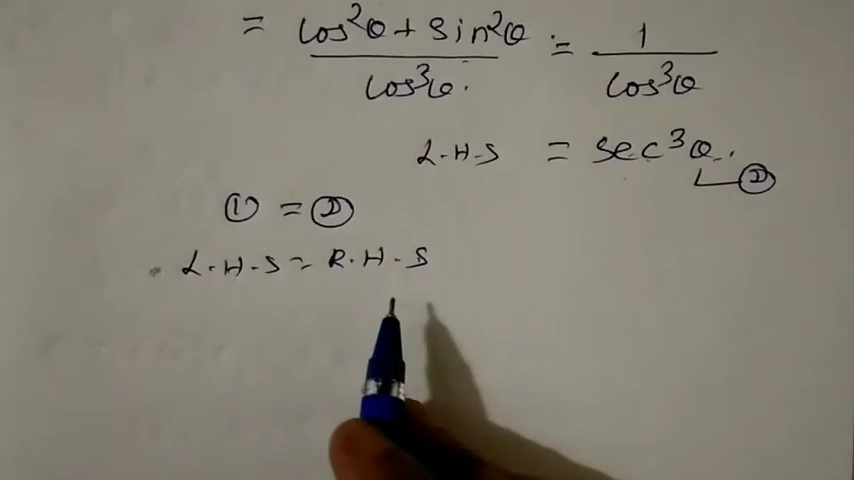 = cos²θ + sin²θ / cos³θ = 1 / cos³θ
L.H.S = sec³θ.
②
① = ②
L.H.S = R.H.S